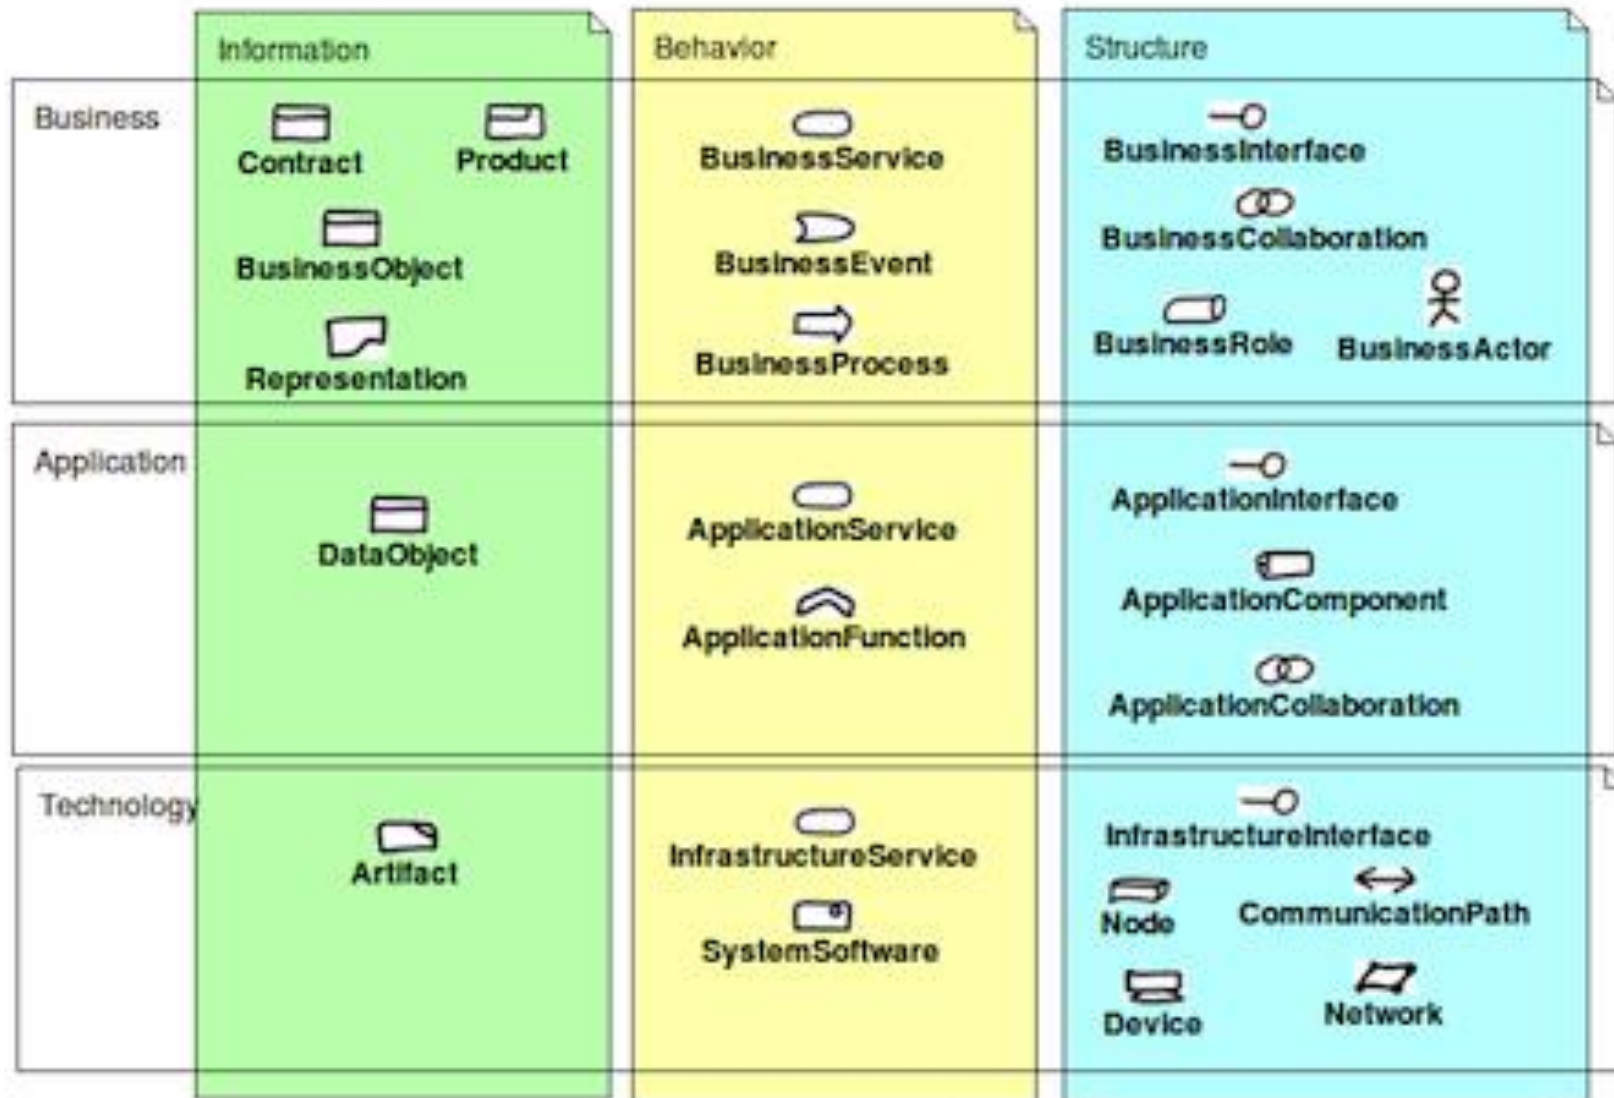 Information
Behavior
Structure
Business
Contract
Product
BusinessService
BusinessInterface
BusinessObject
BusinessEvent
BusinessCollaboration
Representation
BusinessProcess
BusinessRole
BusinessActor
Application
DataObject
ApplicationService
ApplicationInterface
ApplicationFunction
ApplicationComponent
ApplicationCollaboration
Technology
Artifact
InfrastructureService
InfrastructureInterface
SystemSoftware
Node
CommunicationPath
Device
Network